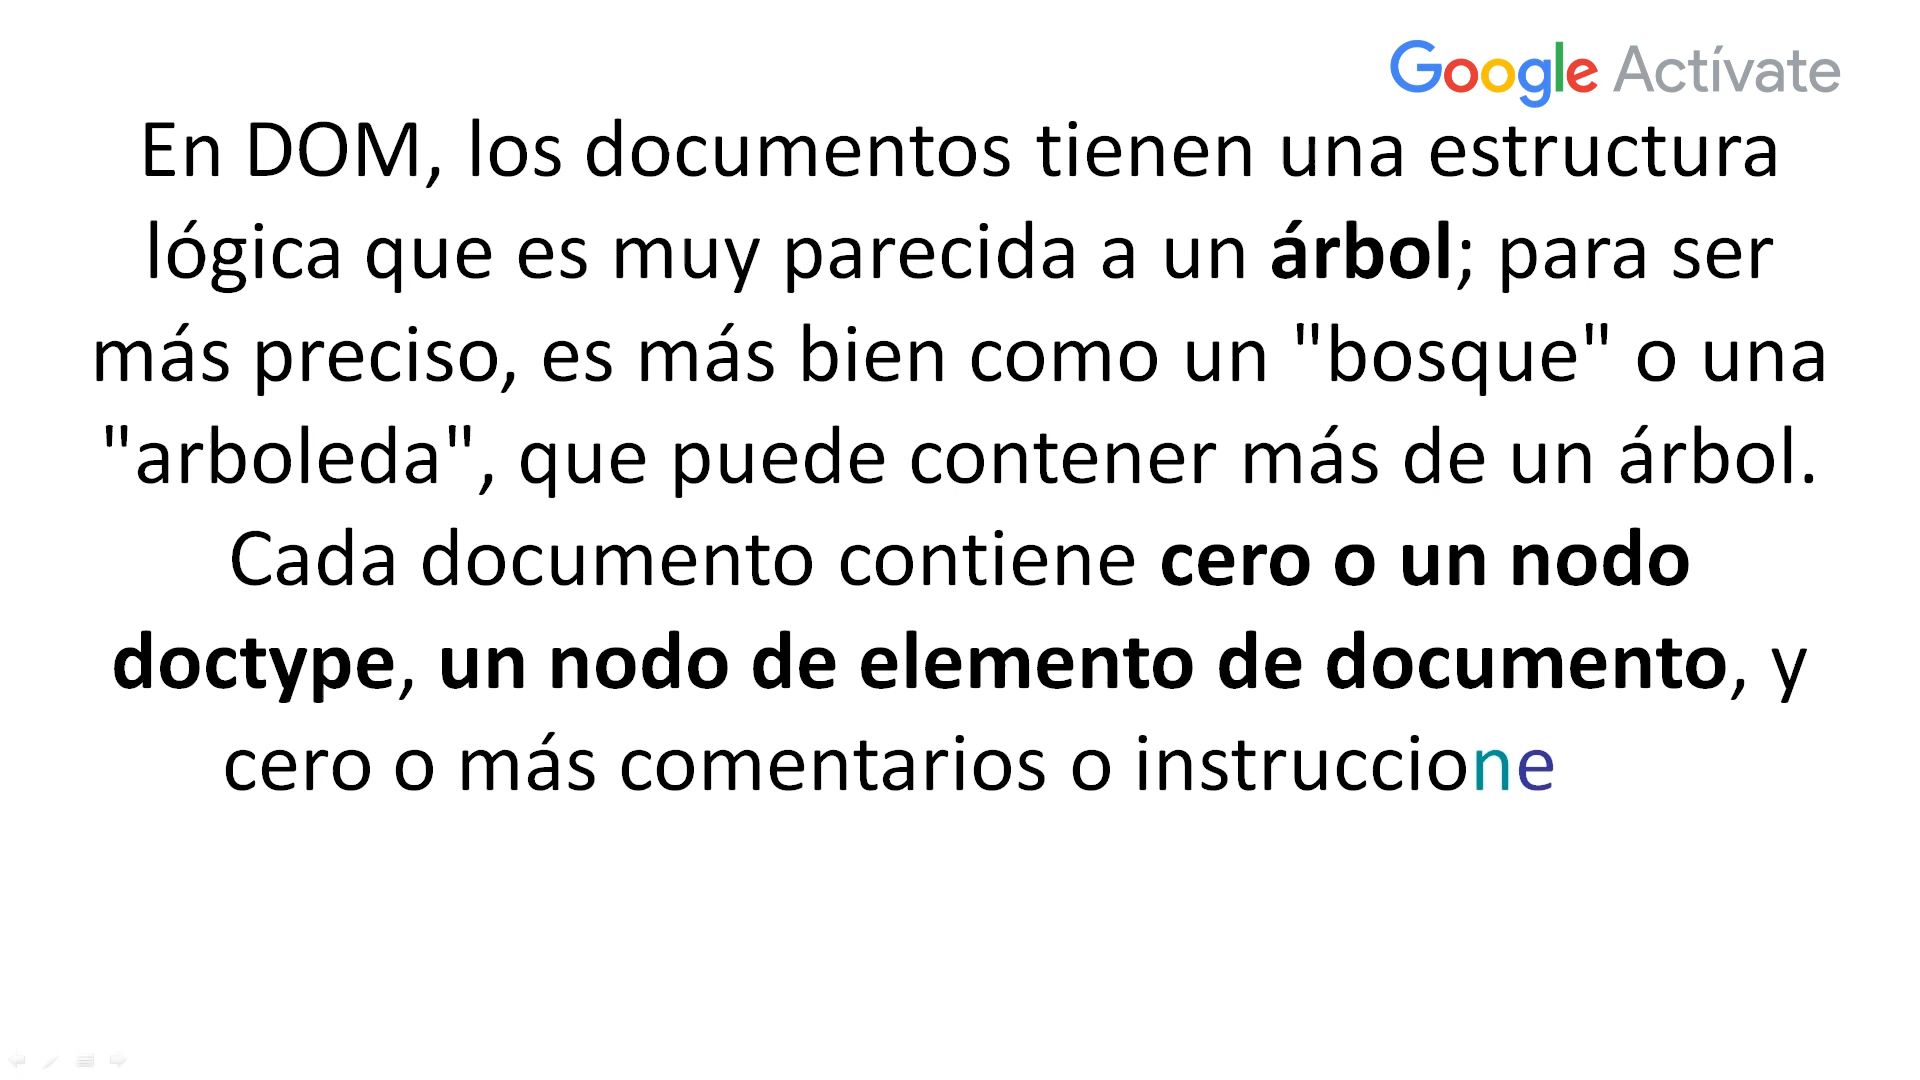 Google Actívate
En DOM, los documentos tienen una estructura
lógica que es muy parecida a un árbol; para ser
más preciso, es más bien como un "bosque" o una
"arboleda", que puede contener más de un árbol.
Cada documento contiene cero o un nodo
doctype, un nodo de elemento de documento, y
cero o más comentarios o instruccione